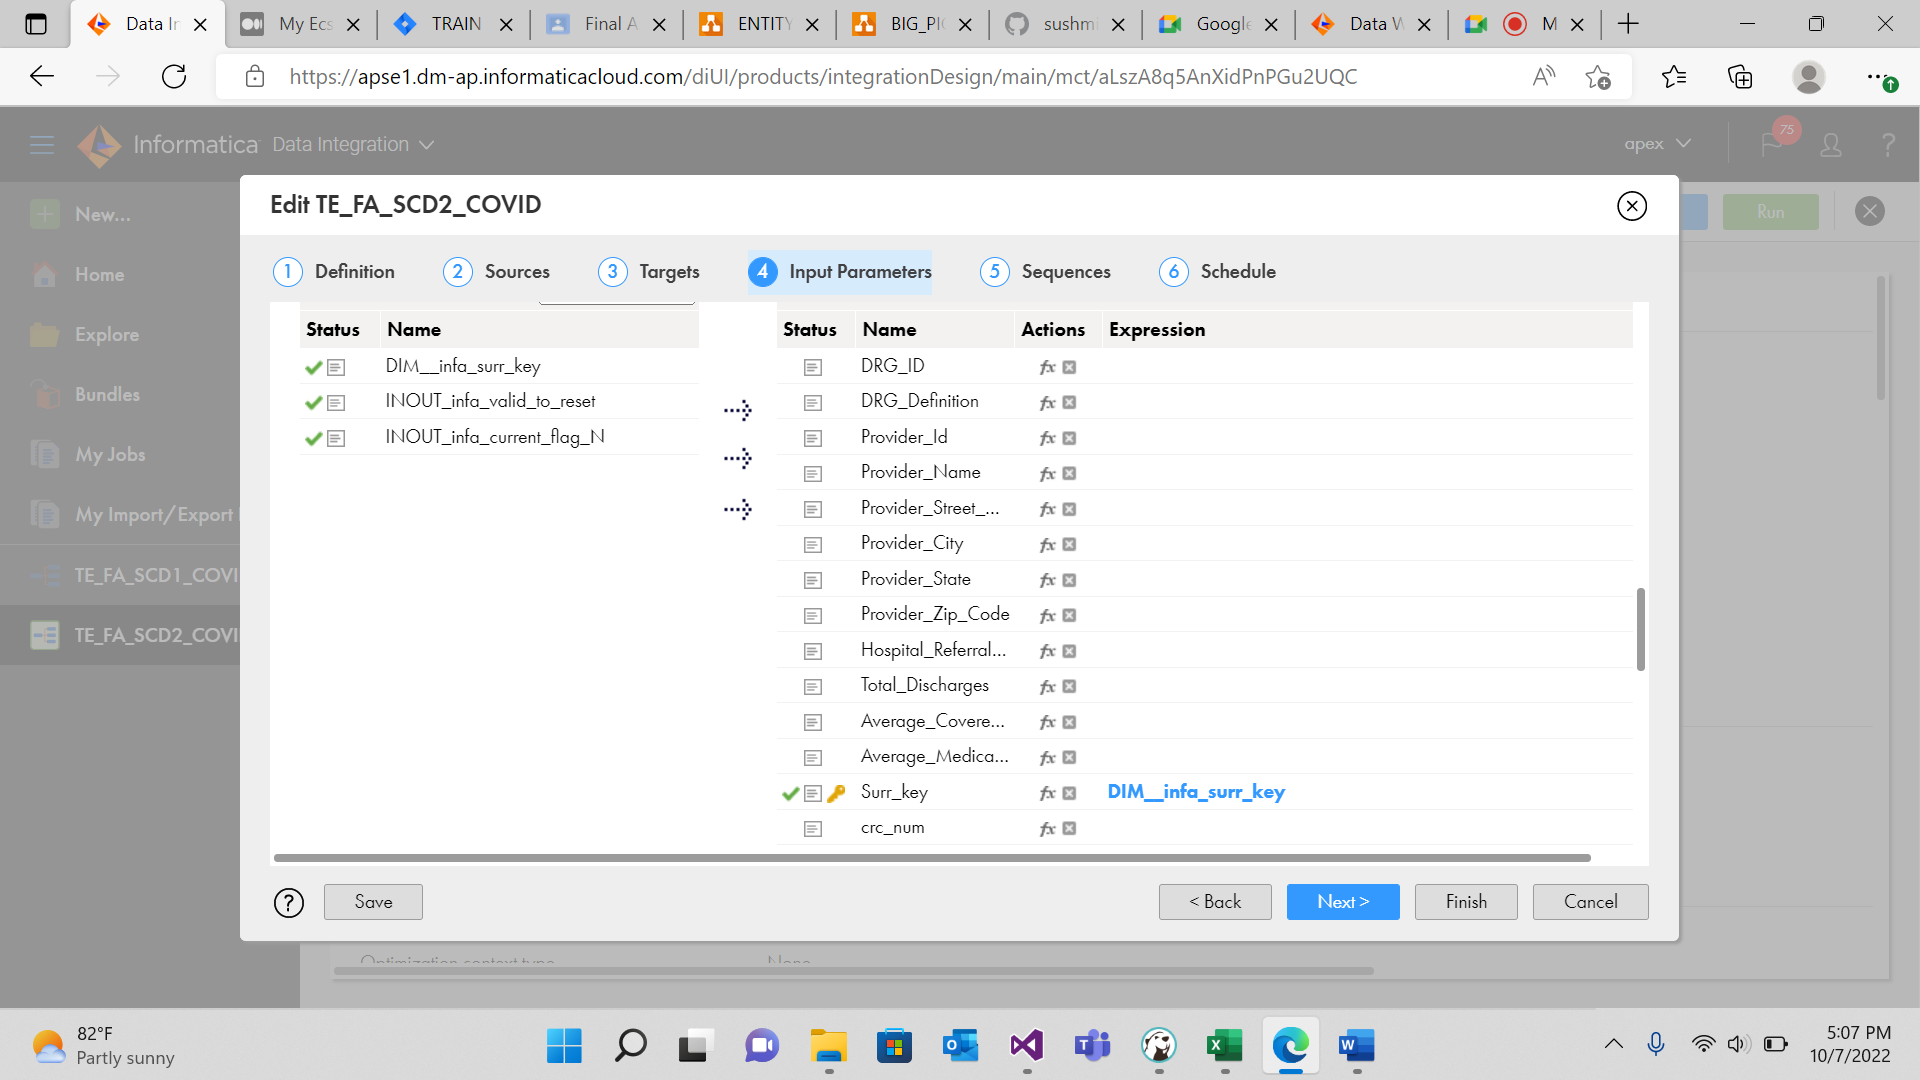 Data In
My Ecs
TRAIN
Final A
ENTITY
BIG_PIC
sushmi
Google
Data W
M
https://apse1.dm-ap.informaticacloud.com/diUI/products/integrationDesign/main/mct/aLszA8q5AnXidPnPGu2UQC
Informatica Data Integration
apex
75
?
New...
Home
Explore
Bundles
My Jobs
My Import/Export
TE_FA_SCD1_COVI
TE_FA_SCD2_COVI
Run
Edit TE_FA_SCD2_COVID
1 Definition
2 Sources
3 Targets
4 Input Parameters
5 Sequences
6 Schedule
Status Name
DIM__infa_surr_key
INOUT_infa_valid_to_reset
INOUT_infa_current_flag_N
Status Name Actions Expression
DRG_ID fx
DRG_Definition fx
Provider_Id fx
Provider_Name fx
Provider_Street_... fx
Provider_City fx
Provider_State fx
Provider_Zip_Code fx
Hospital_Referral... fx
Total_Discharges fx
Average_Covere... fx
Average_Medica... fx
Surr_key fx DIM__infa_surr_key
crc_num fx
? Save
< Back
Next >
Finish
Cancel
Optimization context type None
82°F
Partly sunny
5:07 PM
10/7/2022